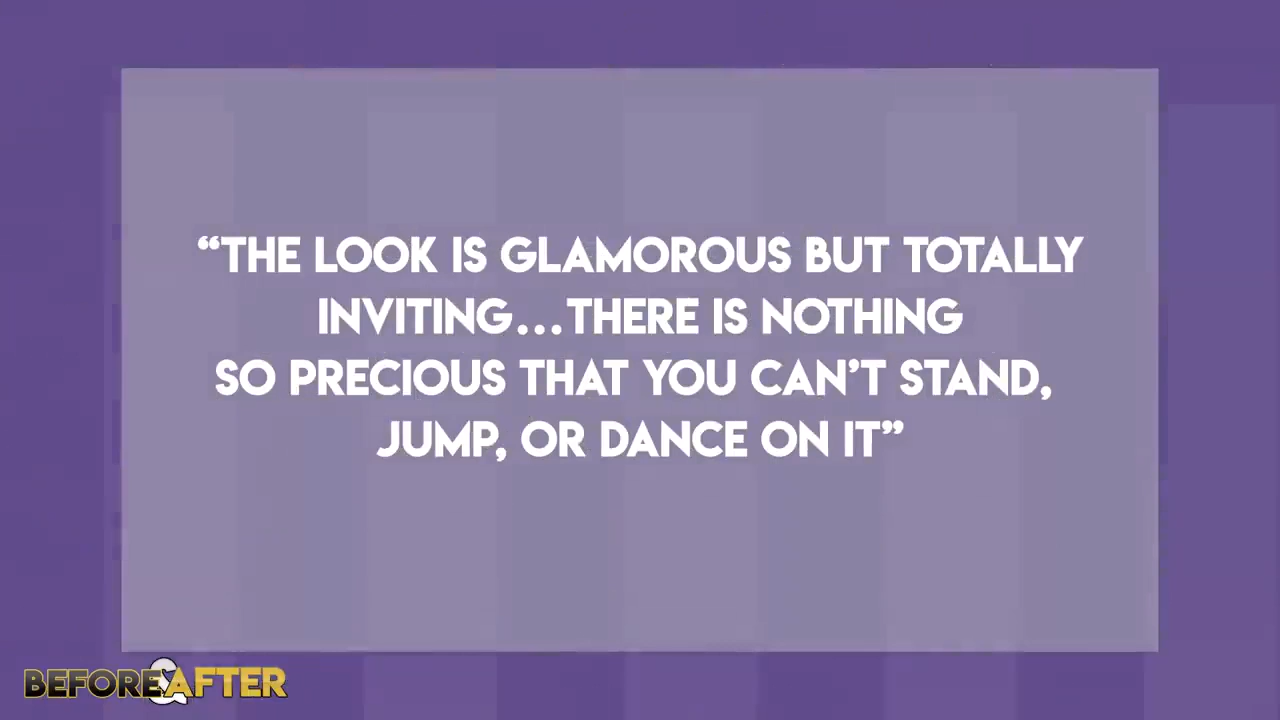 “THE LOOK IS GLAMOROUS BUT TOTALLY
INVITING...THERE IS NOTHING
SO PRECIOUS THAT YOU CAN’T STAND,
JUMP, OR DANCE ON IT”
BEFORE&AFTER